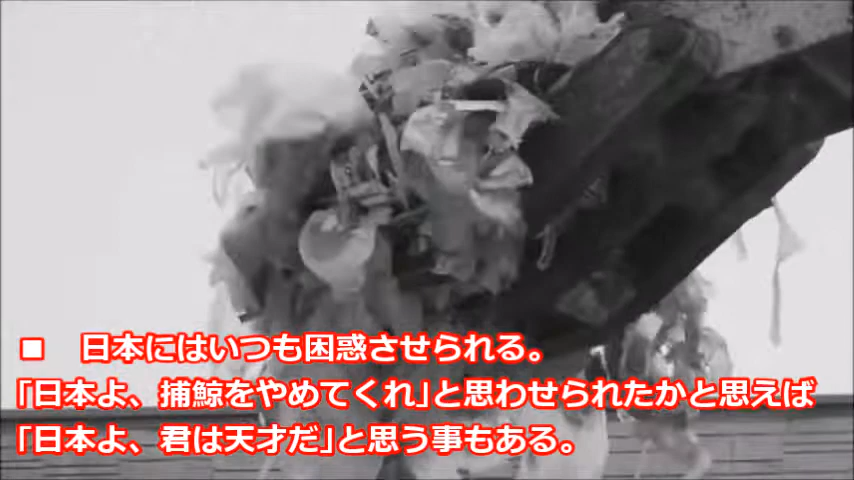 ■ 日本にはいつも困惑させられる。
「日本よ、捕鯨をやめてくれ」と思わせられたかと思えば
「日本よ、君は天才だ」と思う事もある。